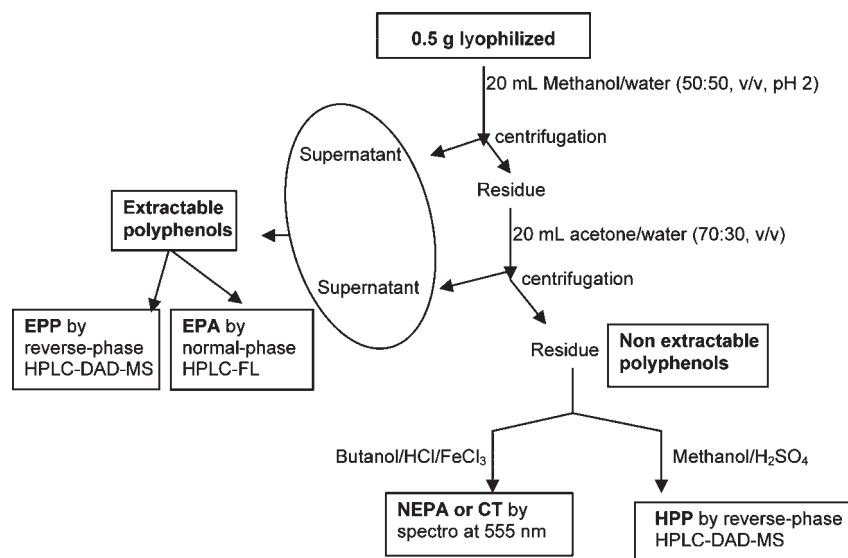 0.5 g lyophilized
20 mL Methanol/water (50:50, v/v, pH 2)
centrifugation
Supernatant
Residue
Extractable
polyphenols
20 mL acetone/water (70:30, v/v)
centrifugation
Supernatant
EPP by
reverse-phase
HPLC-DAD-MS
EPA by
normal-phase
HPLC-FL
Residue
Non extractable
polyphenols
Butanol/HCl/FeCl₃
Methanol/H₂SO₄
NEPA or CT by
spectro at 555 nm
HPP by reverse-phase
HPLC-DAD-MS